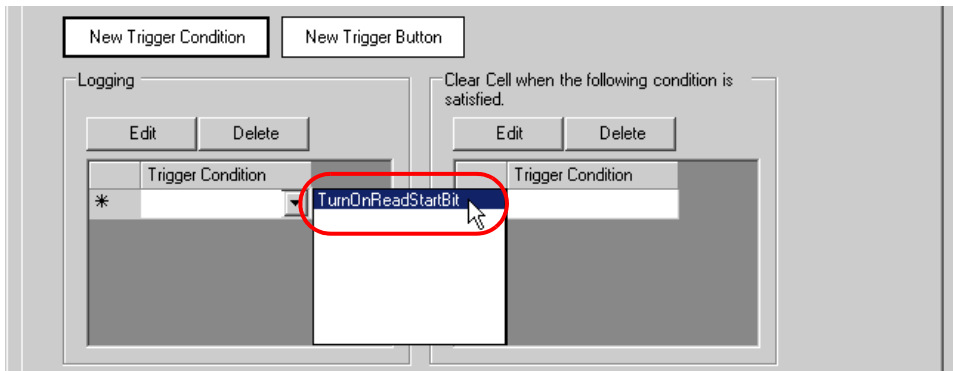 New Trigger Condition New Trigger Button
Logging
Clear Cell when the following condition is
satisfied.
Edit Delete Edit Delete
Trigger Condition Trigger Condition
* TurnOnReadStartBit